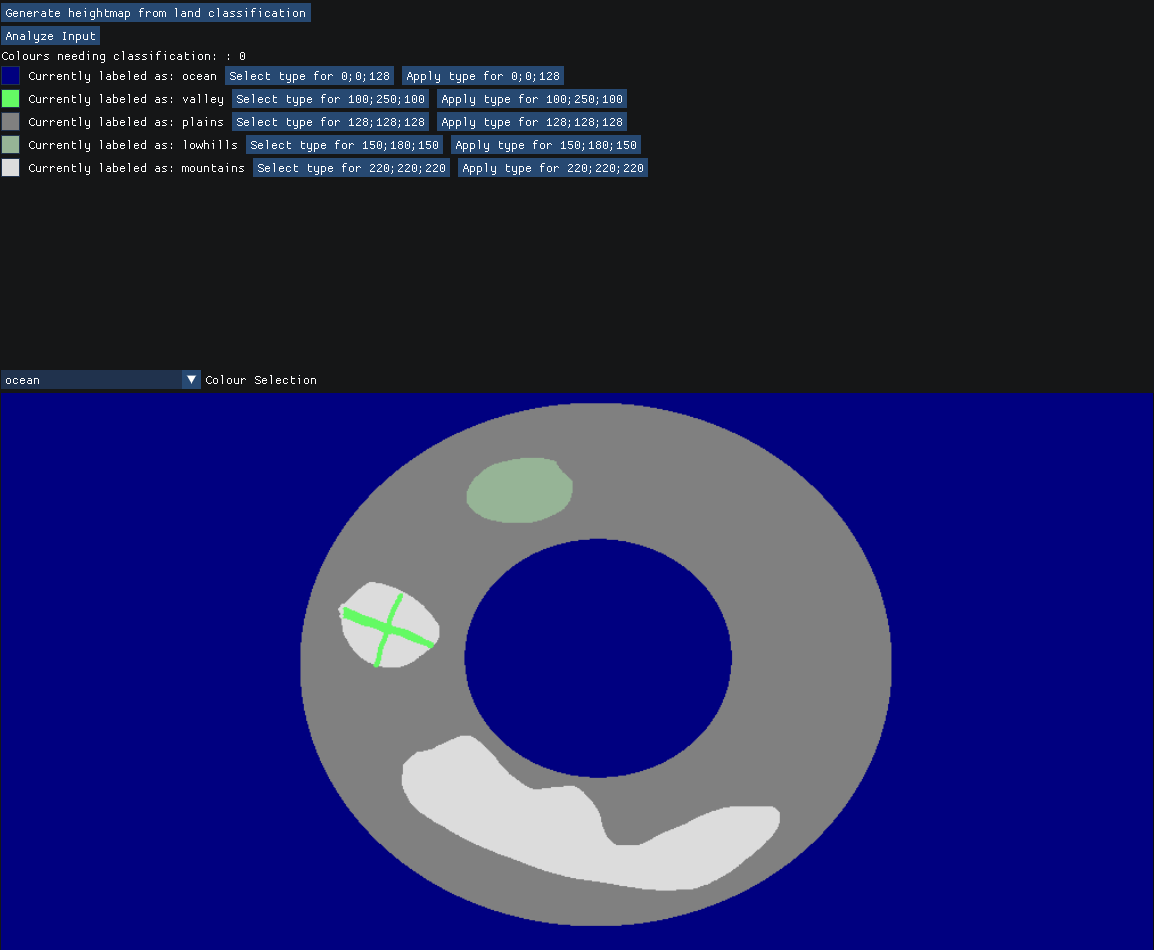 Generate heightmap from land classification
Analyze Input
Colours needing classification: : 0
Currently labeled as: ocean Select type for 0;0;128 Apply type for 0;0;128
Currently labeled as: valley Select type for 100;250;100 Apply type for 100;250;100
Currently labeled as: plains Select type for 128;128;128 Apply type for 128;128;128
Currently labeled as: lowhills Select type for 150;180;150 Apply type for 150;180;150
Currently labeled as: mountains Select type for 220;220;220 Apply type for 220;220;220
ocean Colour Selection